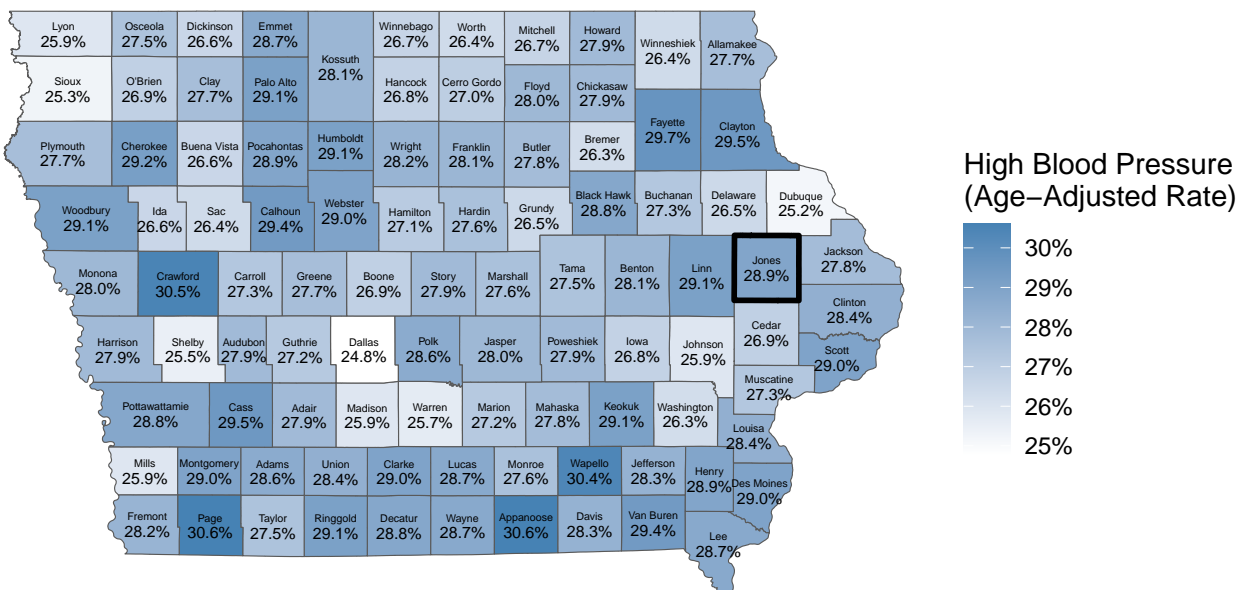 Lyon
25.9%
Osceola
27.5%
Dickinson
26.6%
Emmet
28.7%
Kossuth
28.1%
Winnebago
26.7%
Worth
26.4%
Mitchell
26.7%
Howard
27.9%
Winneshiek
26.4%
Allamakee
27.7%
Sioux
25.3%
O'Brien
26.9%
Clay
27.7%
Palo Alto
29.1%
Hancock
26.8%
Cerro Gordo
27.0%
Floyd
28.0%
Chickasaw
27.9%
Fayette
29.7%
Clayton
29.5%
Plymouth
27.7%
Cherokee
29.2%
Buena Vista
26.6%
Pocahontas
28.9%
Humboldt
29.1%
Wright
28.2%
Franklin
28.1%
Butler
27.8%
Bremer
26.3%
Woodbury
29.1%
Ida
26.6%
Sac
26.4%
Calhoun
29.4%
Webster
29.0%
Hamilton
27.1%
Hardin
27.6%
Grundy
26.5%
Black Hawk
28.8%
Buchanan
27.3%
Delaware
26.5%
Dubuque
25.2%
Monona
28.0%
Crawford
30.5%
Carroll
27.3%
Greene
27.7%
Boone
26.9%
Story
27.9%
Marshall
27.6%
Tama
27.5%
Benton
28.1%
Linn
29.1%
Jones
28.9%
Jackson
27.8%
Clinton
28.4%
Harrison
27.9%
Shelby
25.5%
Audubon
27.9%
Guthrie
27.2%
Dallas
24.8%
Polk
28.6%
Jasper
28.0%
Poweshiek
27.9%
Iowa
26.8%
Johnson
25.9%
Cedar
26.9%
Scott
29.0%
Muscatine
27.3%
Pottawattamie
28.8%
Cass
29.5%
Adair
27.9%
Madison
25.9%
Warren
25.7%
Marion
27.2%
Mahaska
27.8%
Keokuk
29.1%
Washington
26.3%
Louisa
28.4%
Mills
25.9%
Montgomery
29.0%
Adams
28.6%
Union
28.4%
Clarke
29.0%
Lucas
28.7%
Monroe
27.6%
Wapello
30.4%
Jefferson
28.3%
Henry
28.9%
Des Moines
29.0%
Fremont
28.2%
Page
30.6%
Taylor
27.5%
Ringgold
29.1%
Decatur
28.8%
Wayne
28.7%
Appanoose
30.6%
Davis
28.3%
Van Buren
29.4%
Lee
28.7%
High Blood Pressure
(Age−Adjusted Rate)
30%
29%
28%
27%
26%
25%